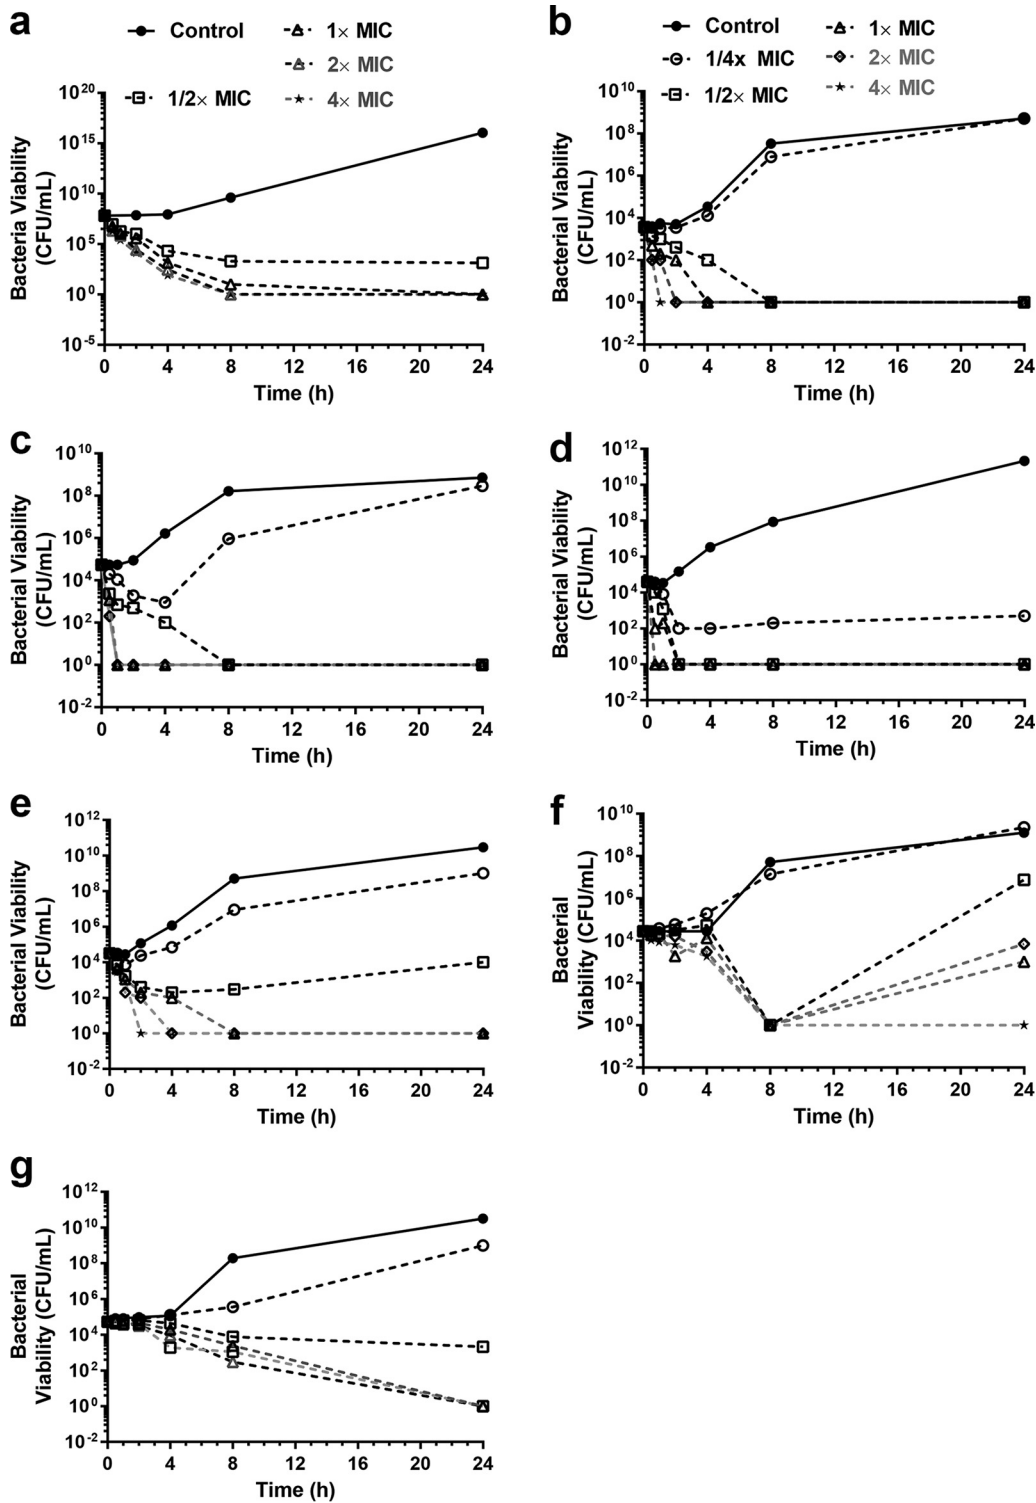 a
Control
1/2× MIC
1× MIC
2× MIC
4× MIC
Bacteria Viability
(CFU/mL)
10^20
10^15
10^10
10^5
10^0
10^-5
0 4 8 12 16 20 24
Time (h)
b
Control
1/4x MIC
1/2× MIC
1× MIC
2× MIC
4× MIC
Bacterial Viability
(CFU/mL)
10^10
10^8
10^6
10^4
10^2
10^0
10^-2
0 4 8 12 16 20 24
Time (h)
c
Bacterial Viability
(CFU/mL)
10^10
10^8
10^6
10^4
10^2
10^0
10^-2
0 4 8 12 16 20 24
Time (h)
d
Bacterial Viability
(CFU/mL)
10^12
10^10
10^8
10^6
10^4
10^2
10^0
10^-2
0 4 8 12 16 20 24
Time (h)
e
Bacterial Viability
(CFU/mL)
10^12
10^10
10^8
10^6
10^4
10^2
10^0
10^-2
0 4 8 12 16 20 24
Time (h)
f
Bacterial
Viability (CFU/mL)
10^10
10^8
10^6
10^4
10^2
10^0
10^-2
0 4 8 12 16 20 24
Time (h)
g
Bacterial
Viability (CFU/mL)
10^12
10^10
10^8
10^6
10^4
10^2
10^0
10^-2
0 4 8 12 16 20 24
Time (h)